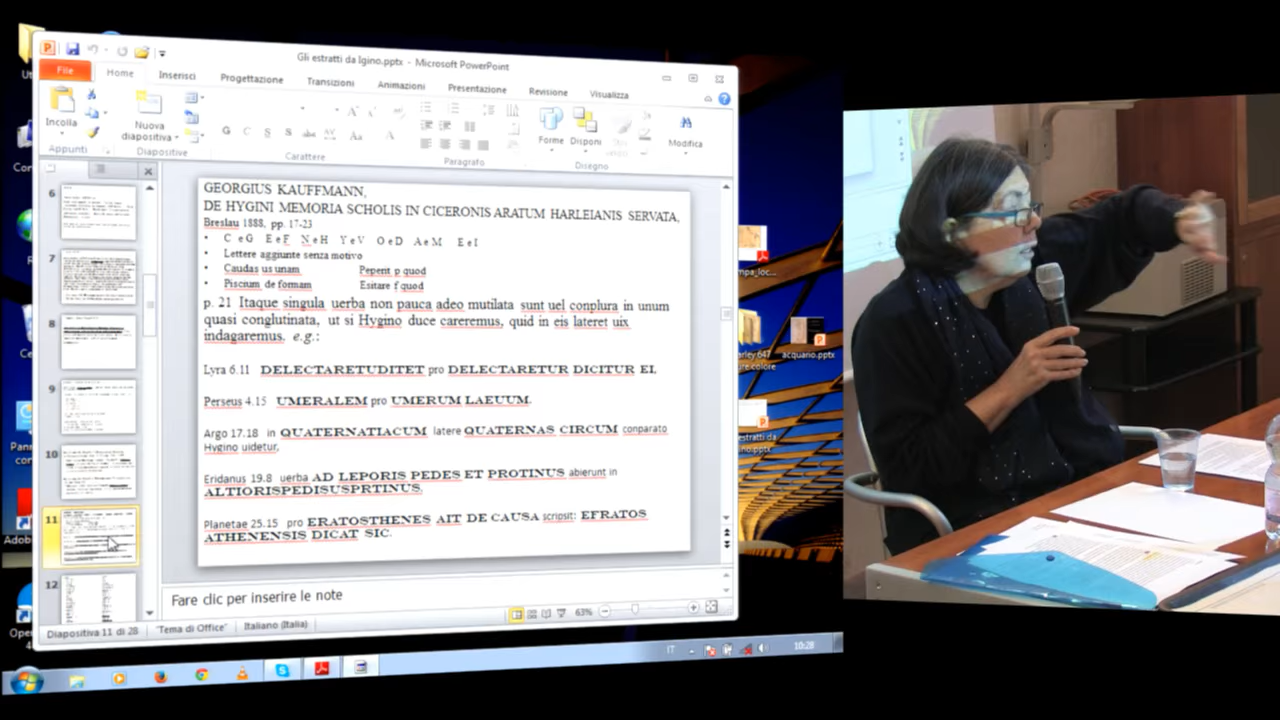 Gli estratti da Igino.pptx - Microsoft PowerPoint
File Home Inserisci Progettazione Transizioni Animazioni Presentazione Revisione Visualizza
Incolla
Nuova
diapositiva
Forme Disponi
Modifica
Appunti Diapositive Carattere Paragrafo Disegno
6
7
8
9
10
11
12
GEORGIUS KAUFFMANN,
DE HYGINI MEMORIA SCHOLIS IN CICERONIS ARATUM HARLEIANIS SERVATA,
Breslau 1888, pp. 17-23
• C e G E e F N e H Y e V O e D A e M E e I
• Lettere aggiunte senza motivo
• Caudas us unam Pepent p quod
• Piscium de formam Esitare f quod
p. 21 Itaque singula uerba non pauca adeo mutilata sunt uel conplura in unum
quasi conglutinata, ut si Hygino duce careremus, quid in eis lateret uix
indagaremus. e.g.:
Lyra 6.11 DELECTARETUDITET pro DELECTARETUR DICITUR EI,
Perseus 4.15 UMERALEM pro UMERUM LAEUUM.
Argo 17.18 in QUATERNATIACUM latere QUATERNAS CIRCUM conparato
Hygino uidetur,
Eridanus 19.8 uerba AD LEPORIS PEDES ET PROTINUS abierunt in
ALTIORISPEDISUSPRTINUS,
Planetae 25.15 pro ERATOSTHENES AIT DE CAUSA scripsit: EFRATOS
ATHENENSIS DICAT SIC.
Fare clic per inserire le note
Diapositiva 11 di 28 "Tema di Office" Italiano (Italia) 63%
acquario.pptx
IT 10:28